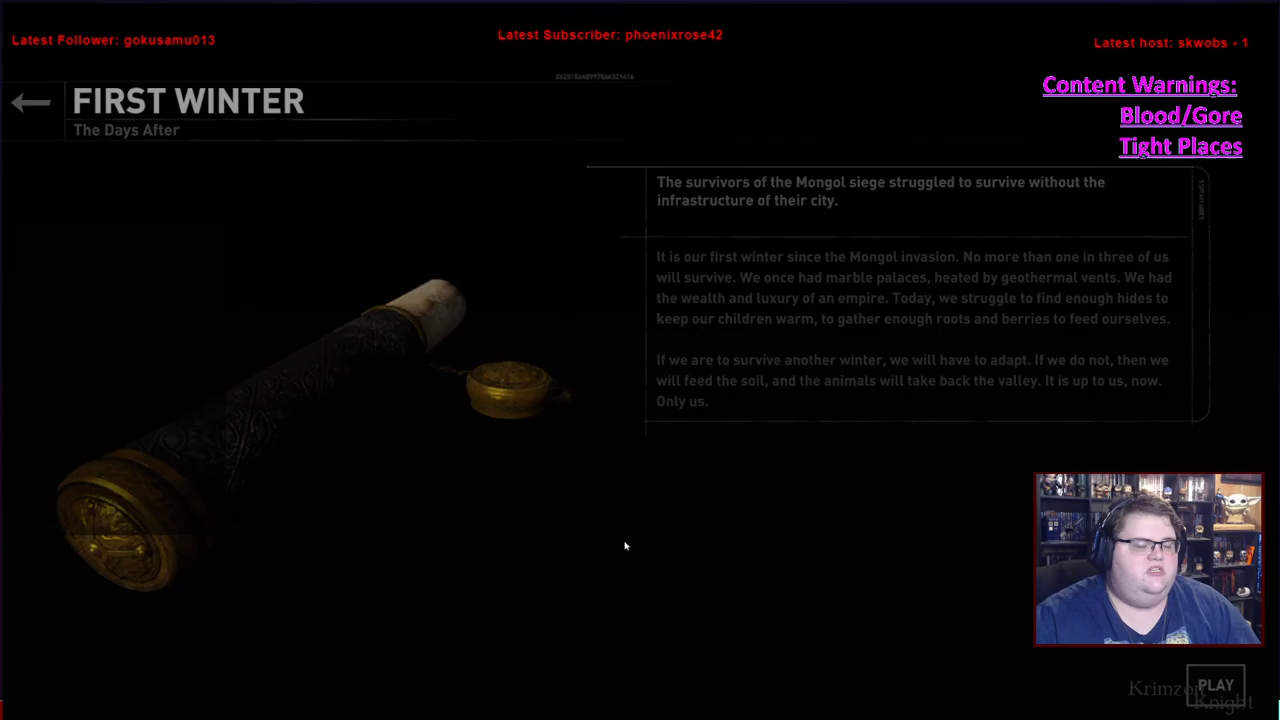 Latest Follower: gokusamu013
Latest Subscriber: phoenixrose42
Latest host: skwobs - 1
Content Warnings:
Blood/Gore
Tight Places
FIRST WINTER
The Days After
The survivors of the Mongol siege struggled to survive without the
infrastructure of their city.
It is our first winter since the Mongol invasion. No more than one in three of us
will survive. We once had marble palaces, heated by geothermal vents. We had
the wealth and luxury of an empire. Today, we struggle to find enough hides to
keep our children warm, to gather enough roots and berries to feed ourselves.
If we are to survive another winter, we will have to adapt. If we do not, then we
will feed the soil, and the animals will take back the valley. It is up to us, now.
Only us.
PLAY
Krimzon
Knight